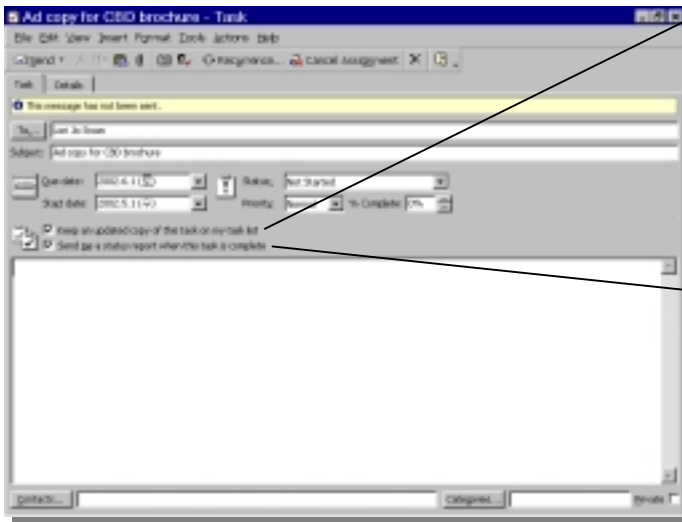 Ad copy for CBD brochure - Task
File Edit View Insert Format Tools Actions Help
Send Recurrence... Cancel Assignment
Task Details
This message has not been sent.
To...
Subject: Ad copy for CBD brochure
Due date: Status: Not Started
Start date: Priority: Normal % Complete: 0%
Keep an updated copy of this task on my task list
Send me a status report when this task is complete
Contacts... Categories... Private